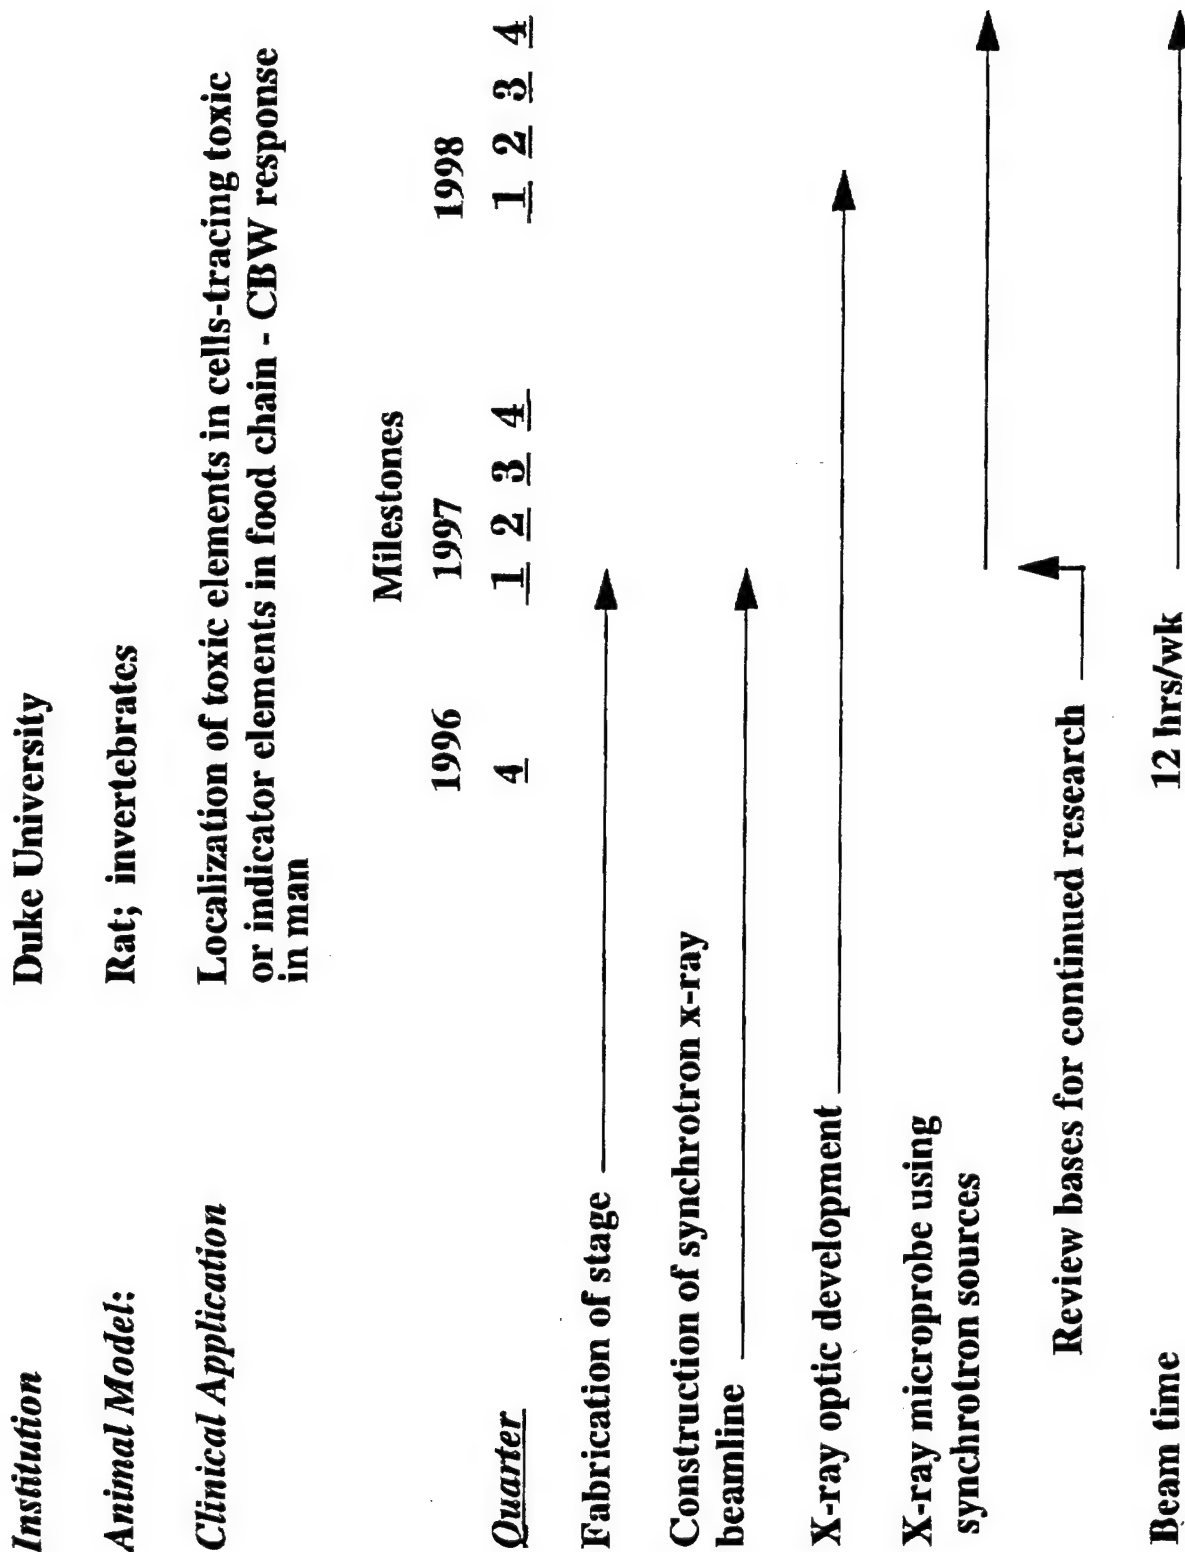 Institution Duke University
Animal Model: Rat; invertebrates
Clinical Application Localization of toxic elements in cells-tracing toxic
or indicator elements in food chain - CBW response
in man
Milestones
1996 1997 1998
Quarter 4 1 2 3 4 1 2 3 4
Fabrication of stage
Construction of synchrotron x-ray
beamline
X-ray optic development
X-ray microprobe using
synchrotron sources
Review bases for continued research
Beam time 12 hrs/wk